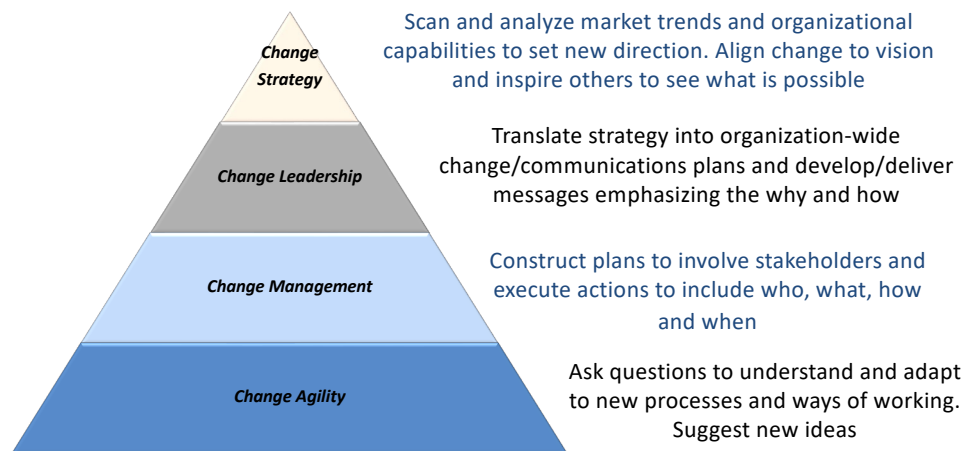 Change
Strategy
Scan and analyze market trends and organizational
capabilities to set new direction. Align change to vision
and inspire others to see what is possible
Change Leadership
Translate strategy into organization-wide
change/communications plans and develop/deliver
messages emphasizing the why and how
Change Management
Construct plans to involve stakeholders and
execute actions to include who, what, how
and when
Change Agility
Ask questions to understand and adapt
to new processes and ways of working.
Suggest new ideas